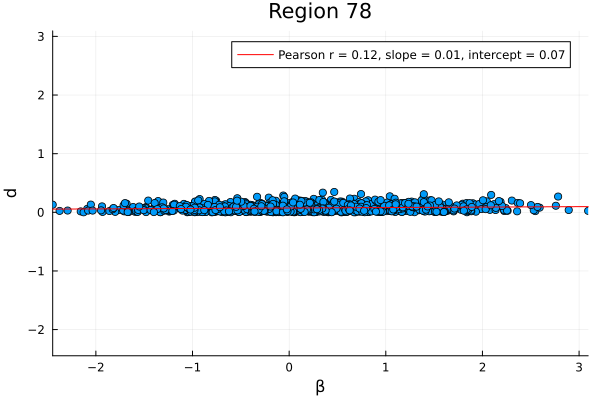 Region 78
Pearson r = 0.12, slope = 0.01, intercept = 0.07
d
3
2
1
0
−1
−2
−2 −1 0 1 2 3
β